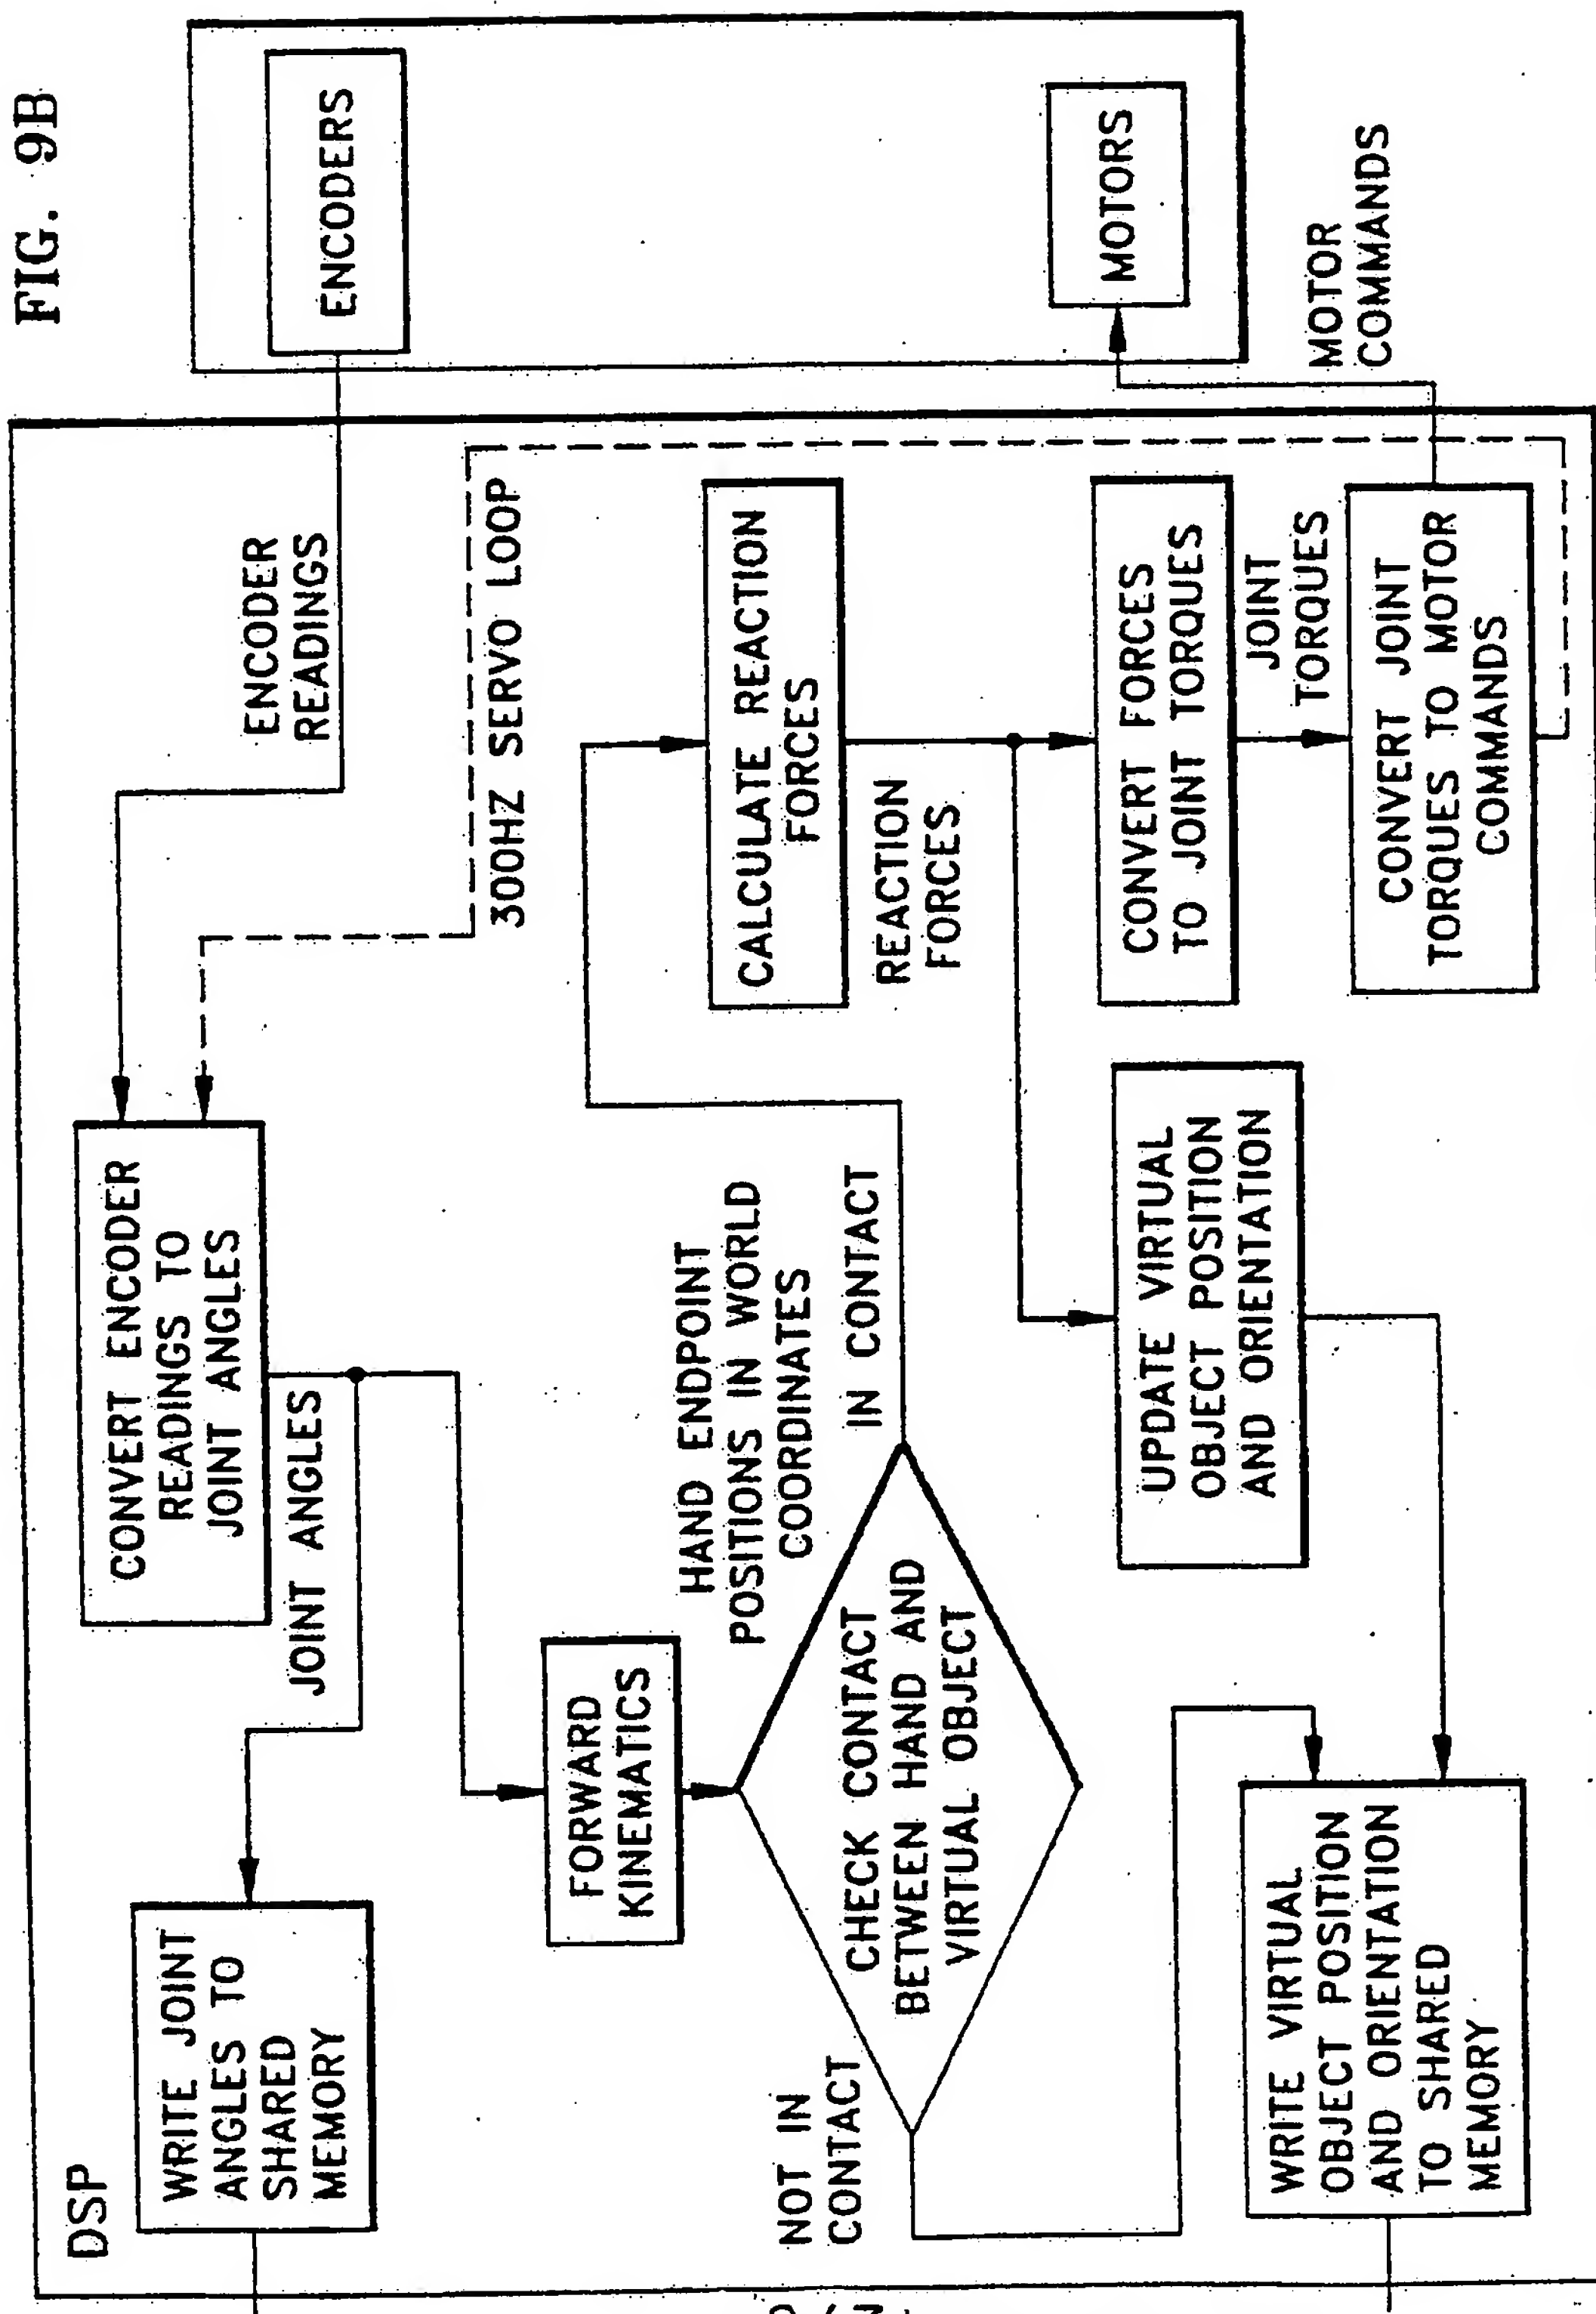 FIG. 9B
DSP
WRITE JOINT
ANGLES TO
SHARED
MEMORY
CONVERT ENCODER
READINGS TO
JOINT ANGLES
JOINT ANGLES
ENCODER
READINGS
ENCODERS
300HZ SERVO LOOP
FORWARD
KINEMATICS
HAND ENDPOINT
POSITIONS IN WORLD
COORDINATES
CHECK CONTACT
BETWEEN HAND AND
VIRTUAL OBJECT
NOT IN
CONTACT
IN CONTACT
CALCULATE REACTION
FORCES
REACTION
FORCES
MOTORS
CONVERT FORCES
TO JOINT TORQUES
JOINT
TORQUES
UPDATE VIRTUAL
OBJECT POSITION
AND ORIENTATION
WRITE VIRTUAL
OBJECT POSITION
AND ORIENTATION
TO SHARED
MEMORY
CONVERT JOINT
TORQUES TO MOTOR
COMMANDS
MOTOR
COMMANDS